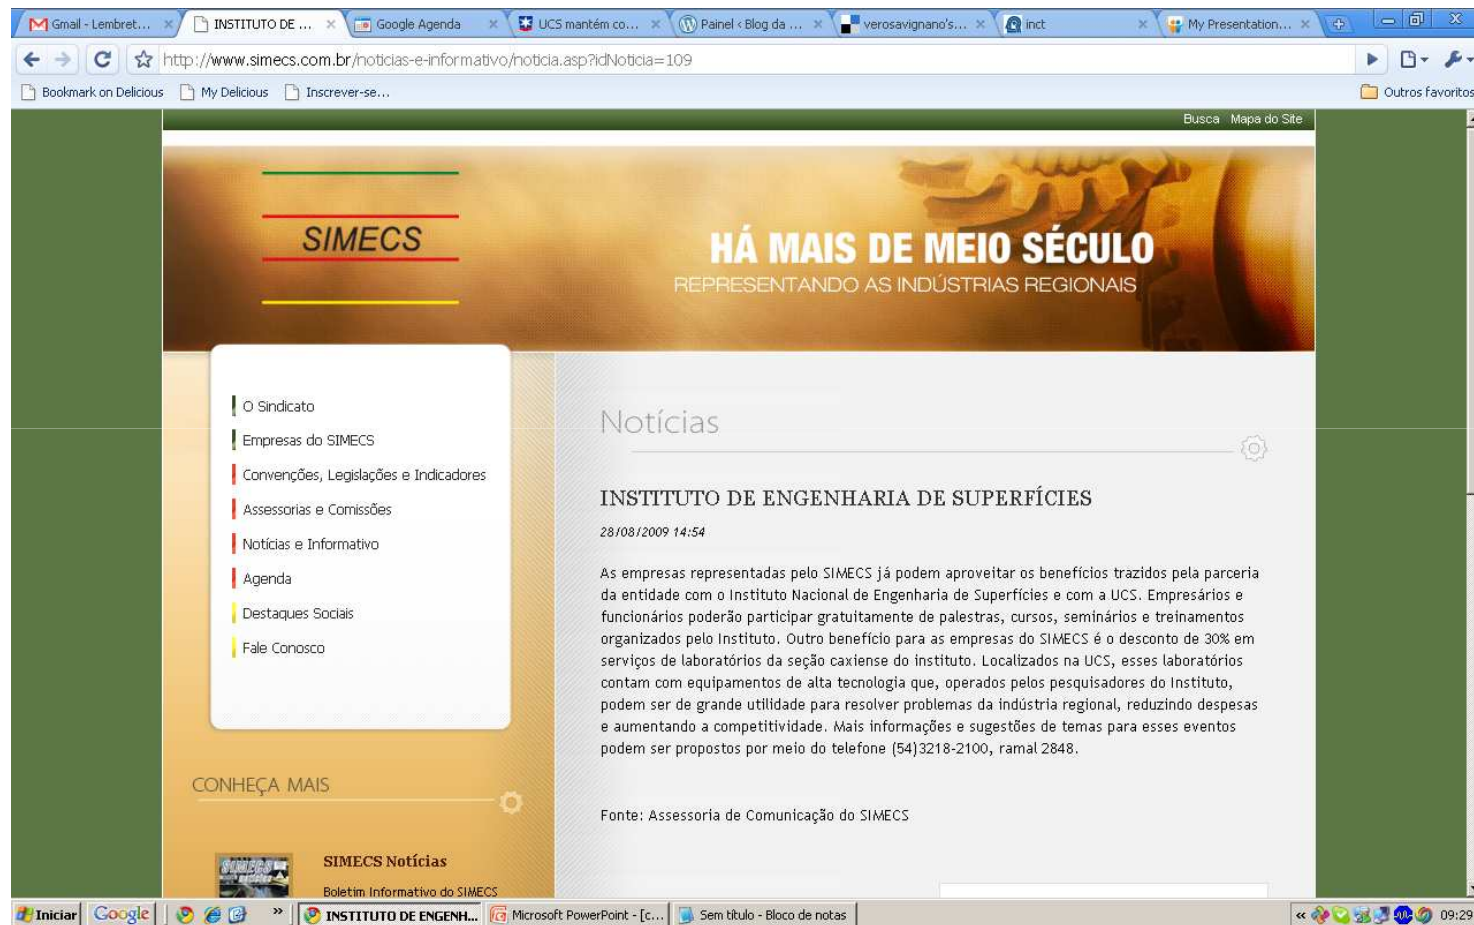 Gmail - Lembret...
INSTITUTO DE ...
Google Agenda
UCS mantém co...
Painel ‹ Blog da ...
verosavignano's...
inct
My Presentation...
http://www.simecs.com.br/noticias-e-informativo/noticia.asp?idNoticia=109
Bookmark on Delicious
My Delicious
Inscrever-se...
Outros favoritos
Busca
Mapa do Site
SIMECS
HÁ MAIS DE MEIO SÉCULO
REPRESENTANDO AS INDÚSTRIAS REGIONAIS
O Sindicato
Empresas do SIMECS
Convenções, Legislações e Indicadores
Assessorias e Comissões
Notícias e Informativo
Agenda
Destaques Sociais
Fale Conosco
CONHEÇA MAIS
SIMECS Notícias
Boletim Informativo do SIMECS
Notícias
INSTITUTO DE ENGENHARIA DE SUPERFÍCIES
28/08/2009 14:54
As empresas representadas pelo SIMECS já podem aproveitar os benefícios trazidos pela parceria
da entidade com o Instituto Nacional de Engenharia de Superfícies e com a UCS. Empresários e
funcionários poderão participar gratuitamente de palestras, cursos, seminários e treinamentos
organizados pelo Instituto. Outro benefício para as empresas do SIMECS é o desconto de 30% em
serviços de laboratórios da seção caxiense do instituto. Localizados na UCS, esses laboratórios
contam com equipamentos de alta tecnologia que, operados pelos pesquisadores do Instituto,
podem ser de grande utilidade para resolver problemas da indústria regional, reduzindo despesas
e aumentando a competitividade. Mais informações e sugestões de temas para esses eventos
podem ser propostos por meio do telefone (54)3218-2100, ramal 2848.
Fonte: Assessoria de Comunicação do SIMECS
Iniciar
Google
INSTITUTO DE ENGENH...
Microsoft PowerPoint - [c...
Sem título - Bloco de notas
09:29